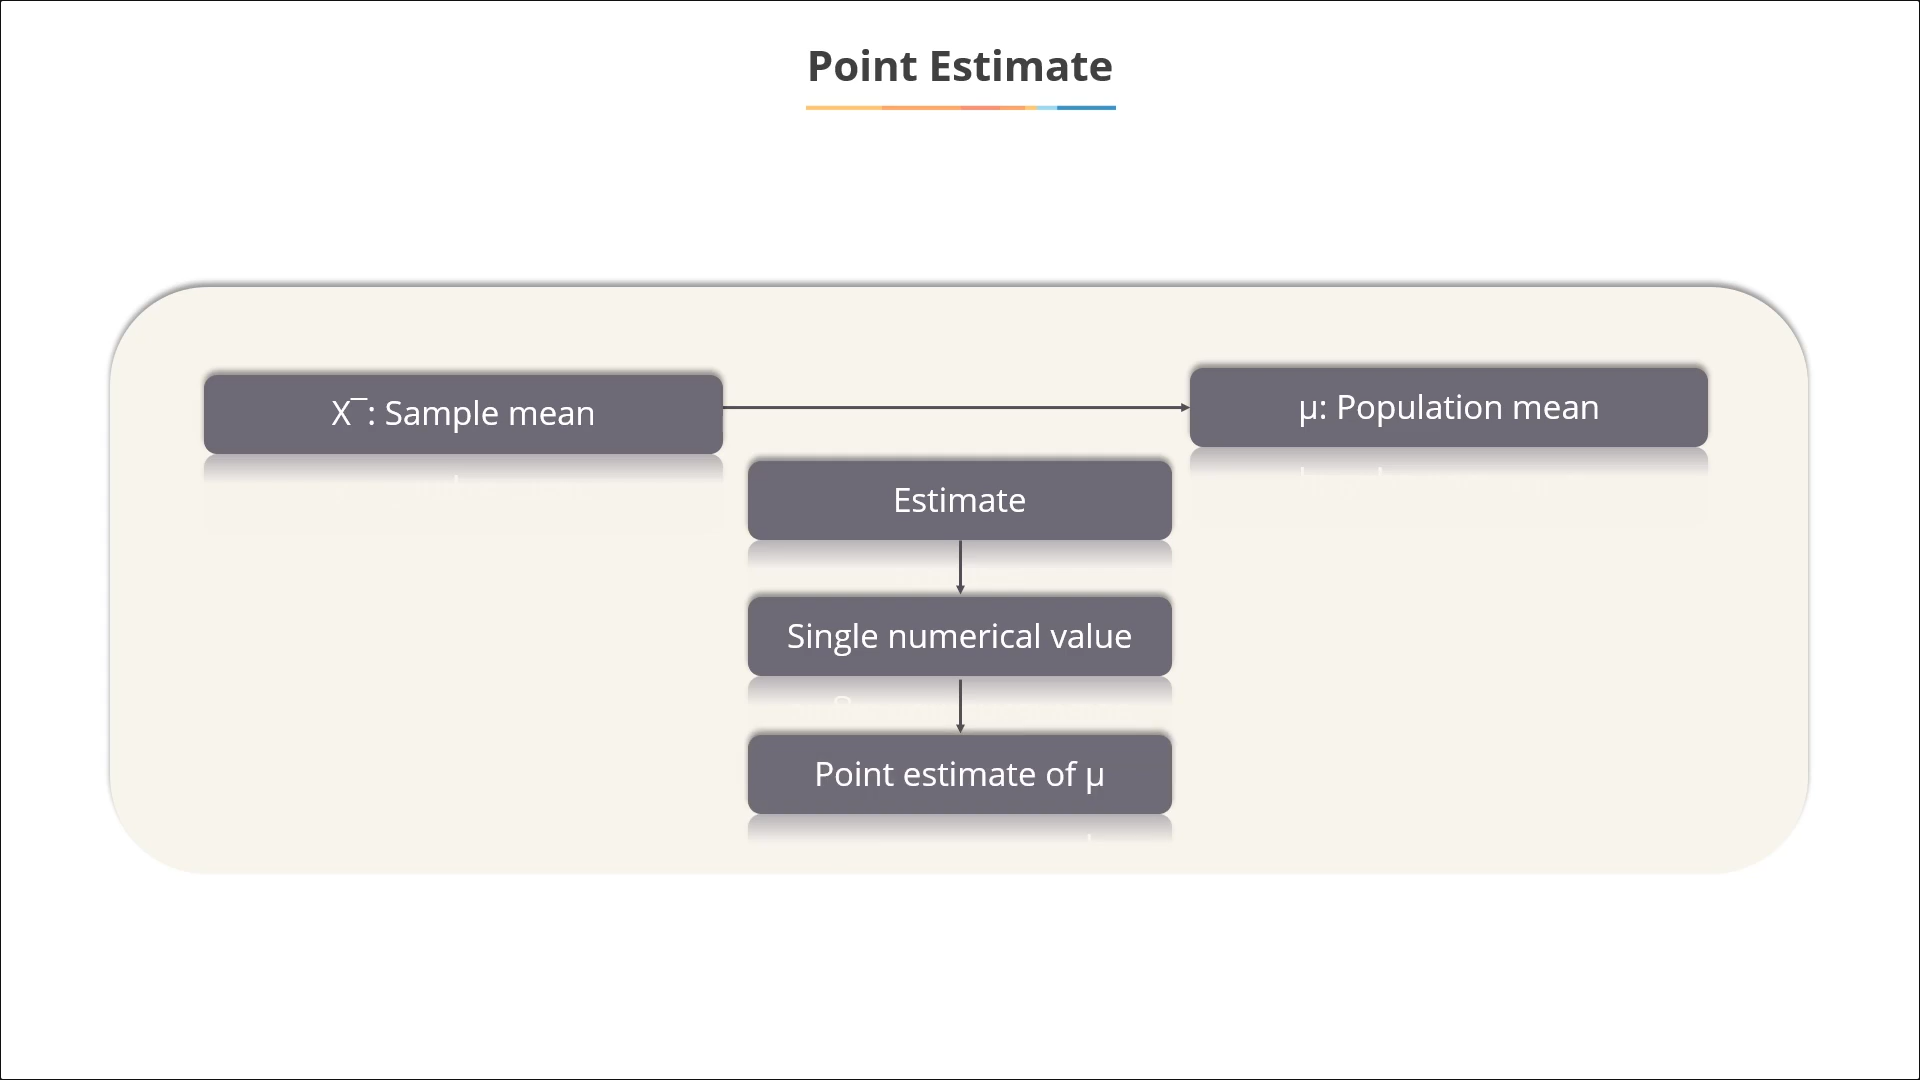 Point Estimate
X¯: Sample mean
μ: Population mean
Estimate
Single numerical value
Point estimate of μ